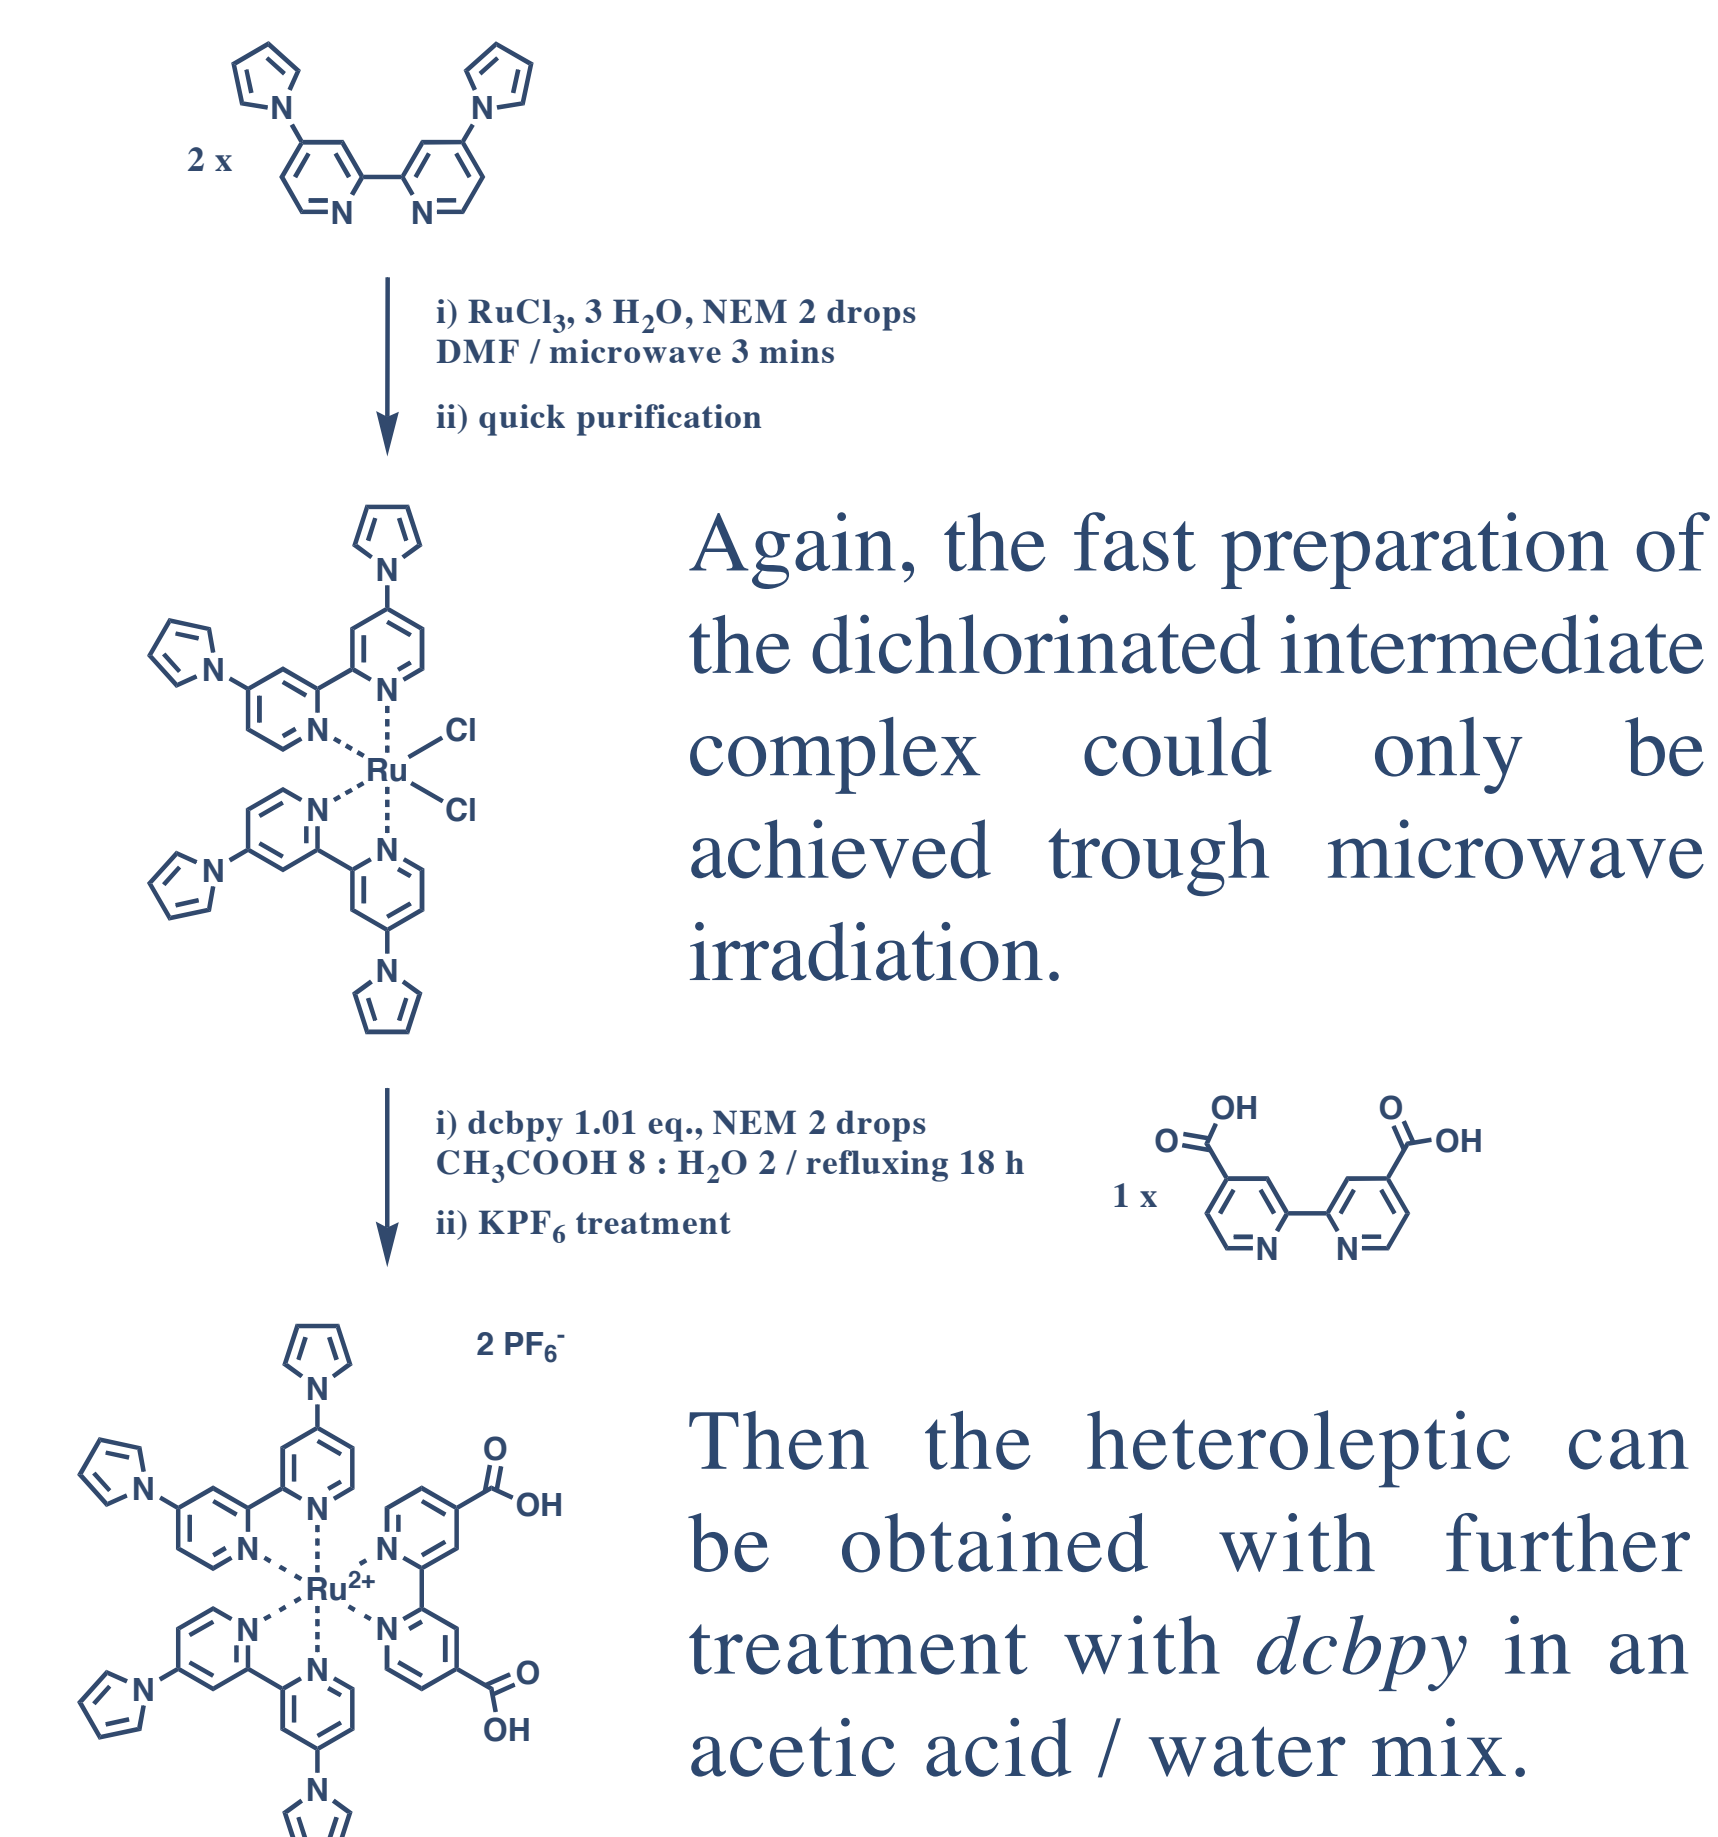 N N
2 x
N N
i) RuCl3, 3 H2O, NEM 2 drops
DMF / microwave 3 mins
ii) quick purification
N
N
N
N
Cl
Ru
Cl
N
N
N
N
Again, the fast preparation of
the dichlorinated intermediate
complex could only be
achieved trough microwave
irradiation.
i) dcbpy 1.01 eq., NEM 2 drops
CH3COOH 8 : H2O 2 / refluxing 18 h
ii) KPF6 treatment
OH O
O OH
1 x
N N
2 PF6-
N
O
N
OH
N
N N
Ru2+
N N
N
O
N
OH
N
Then the heteroleptic can
be obtained with further
treatment with dcbpy in an
acetic acid / water mix.